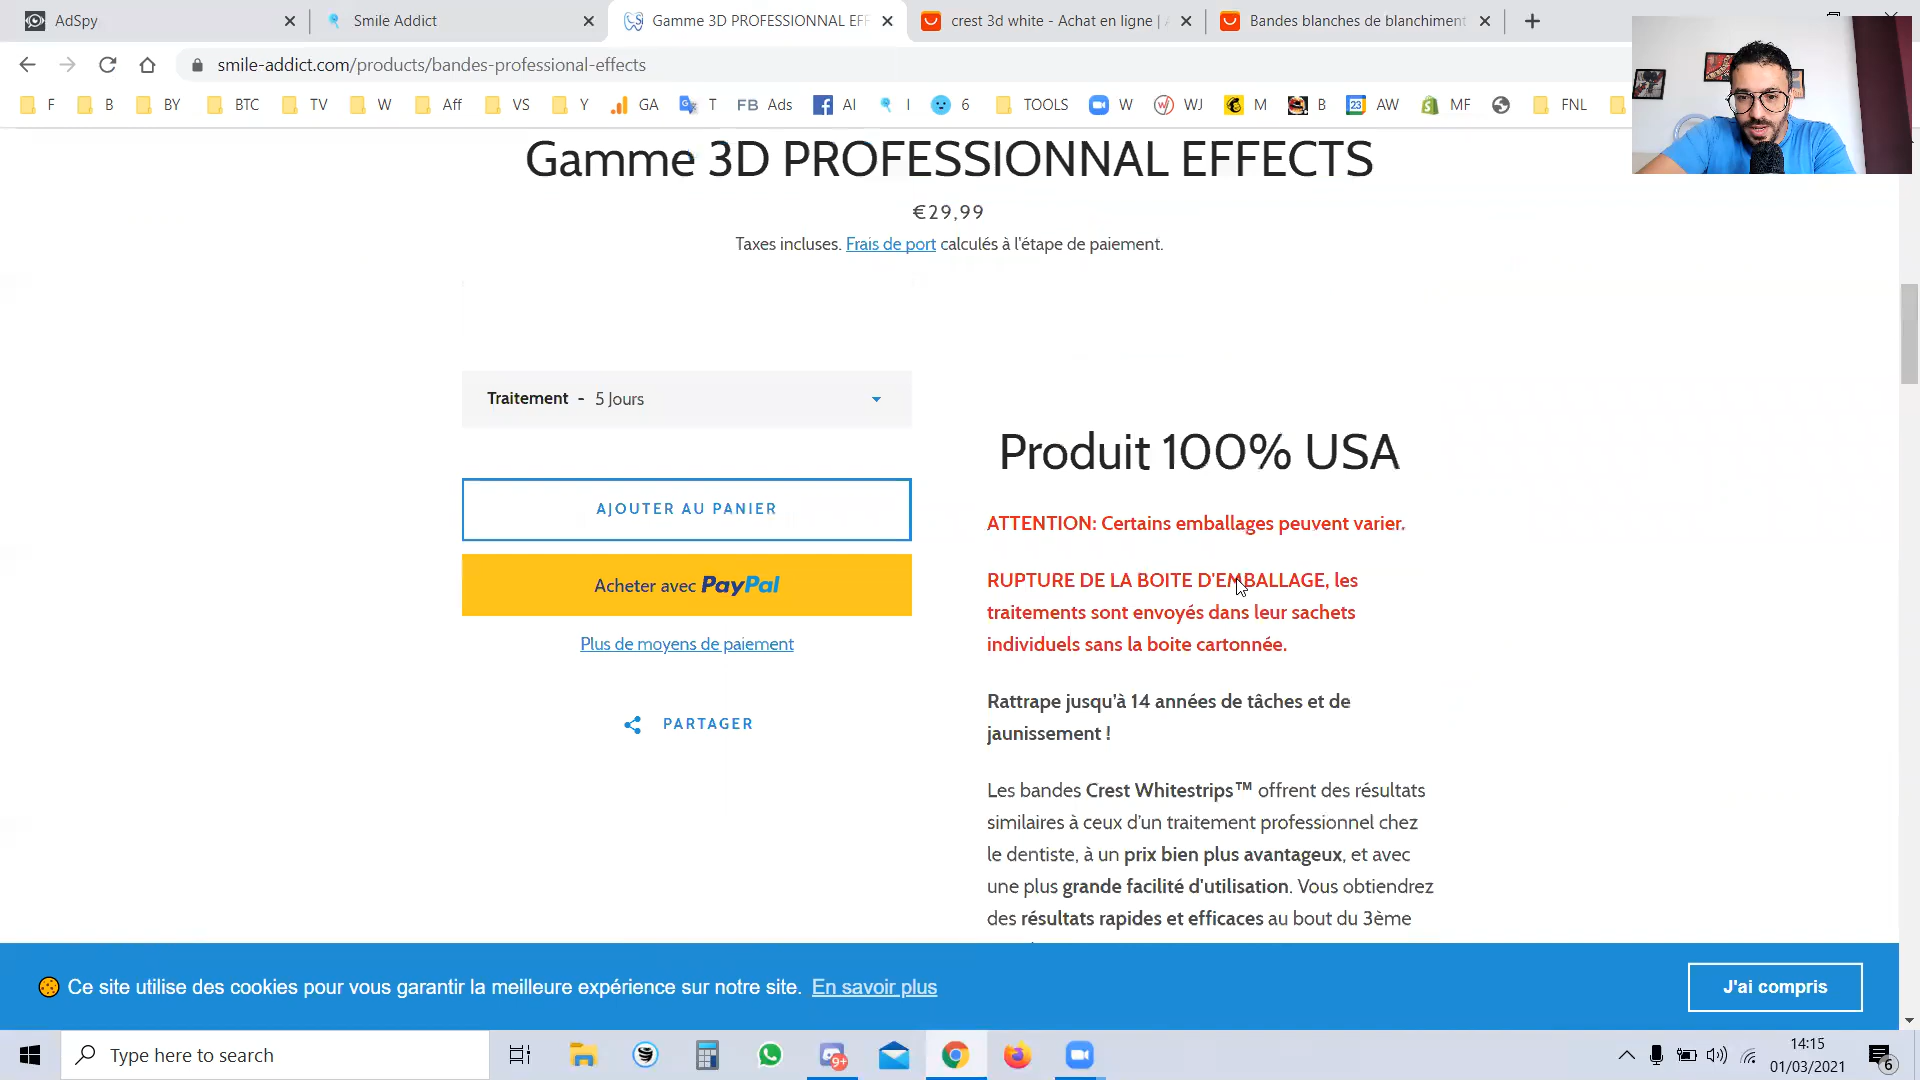 AdSpy
Smile Addict
Gamme 3D PROFESSIONNAL EFF
crest 3d white - Achat en ligne |
Bandes blanches de blanchiment
smile-addict.com/products/bandes-professional-effects
F B BY BTC TV W Aff VS Y GA T FB Ads AI I 6 TOOLS W WJ M B 23 AW MF FNL
Gamme 3D PROFESSIONNAL EFFECTS
€29,99
Taxes incluses. Frais de port calculés à l'étape de paiement.
Traitement - 5 Jours
AJOUTER AU PANIER
Acheter avec PayPal
Plus de moyens de paiement
PARTAGER
Produit 100% USA
ATTENTION: Certains emballages peuvent varier.
RUPTURE DE LA BOITE D'EMBALLAGE, les
traitements sont envoyés dans leur sachets
individuels sans la boite cartonnée.
Rattrape jusqu'à 14 années de tâches et de
jaunissement !
Les bandes Crest Whitestrips™ offrent des résultats
similaires à ceux d'un traitement professionnel chez
le dentiste, à un prix bien plus avantageux, et avec
une plus grande facilité d'utilisation. Vous obtiendrez
des résultats rapides et efficaces au bout du 3ème
Ce site utilise des cookies pour vous garantir la meilleure expérience sur notre site. En savoir plus
J'ai compris
Type here to search
9+
14:15
01/03/2021
6